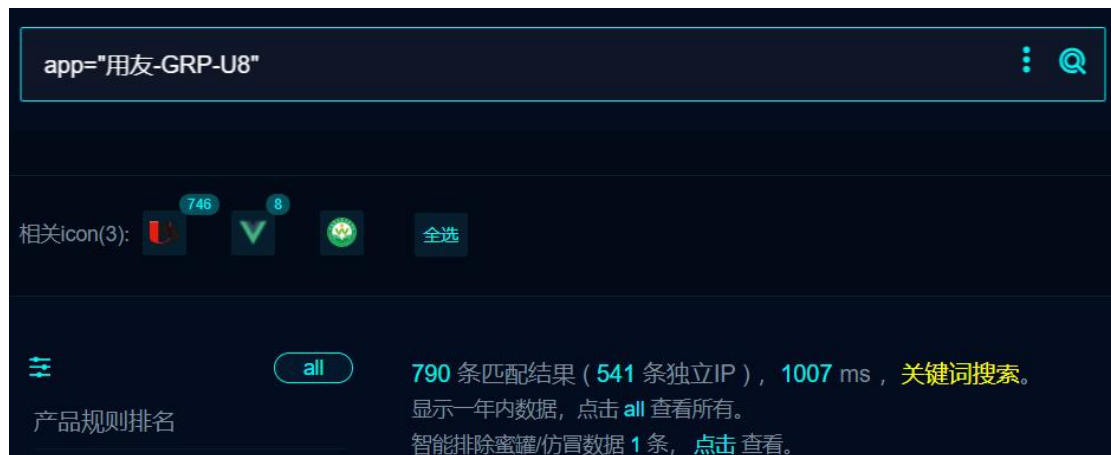 app="用友-GRP-U8"
746 8
相关icon(3): 全选
all
790 条匹配结果 ( 541 条独立IP ) , 1007 ms , 关键词搜索。
显示一年内数据，点击 all 查看所有。
产品规则排名
智能排除蜜罐/仿冒数据 1 条， 点击 查看。